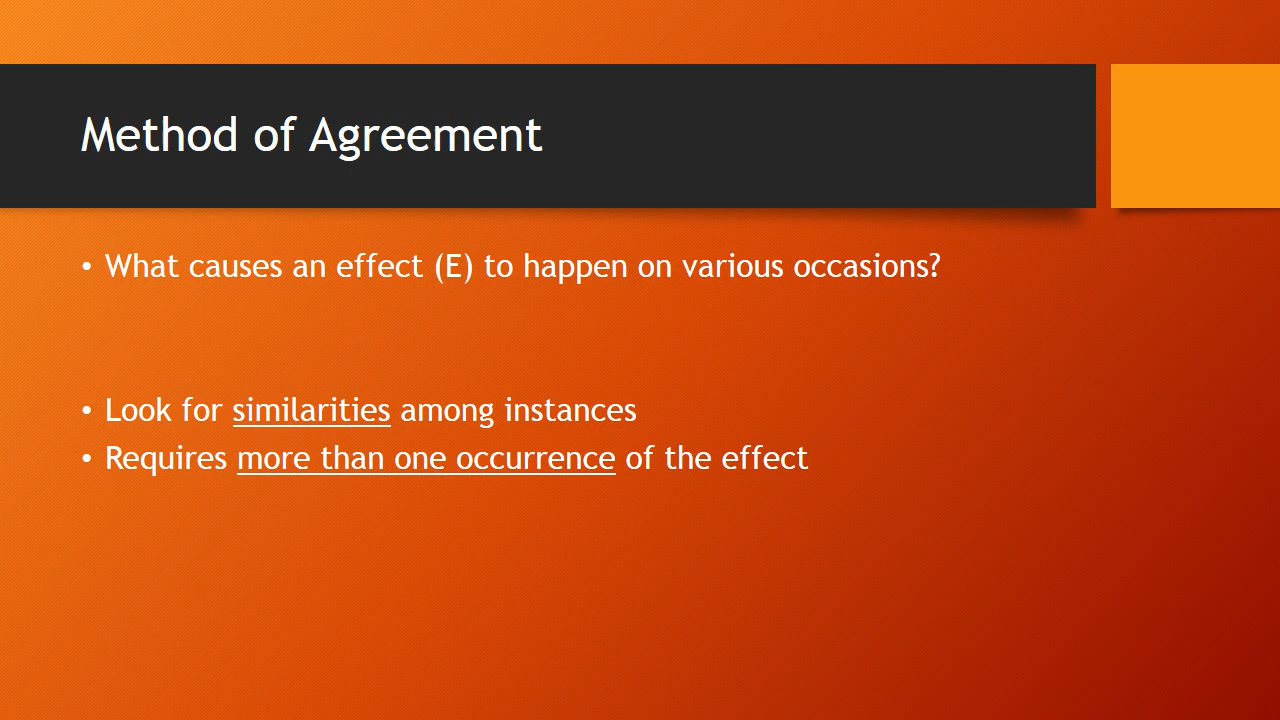 Method of Agreement
• What causes an effect (E) to happen on various occasions?
• Look for similarities among instances
• Requires more than one occurrence of the effect